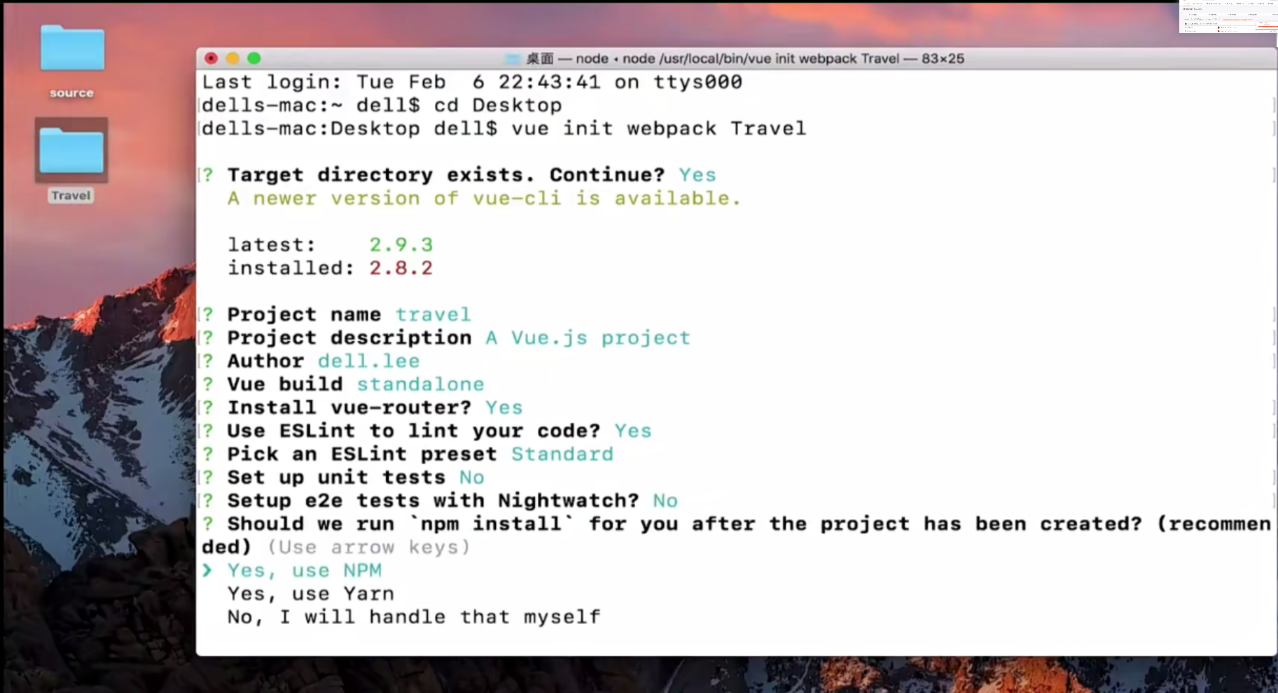 source
Travel
桌面 — node • node /usr/local/bin/vue init webpack Travel — 83×25
Last login: Tue Feb  6 22:43:41 on ttys000
dells-mac:~ dell$ cd Desktop
dells-mac:Desktop dell$ vue init webpack Travel
? Target directory exists. Continue? Yes
A newer version of vue-cli is available.
latest:    2.9.3
installed: 2.8.2
? Project name travel
? Project description A Vue.js project
? Author dell.lee
? Vue build standalone
? Install vue-router? Yes
? Use ESLint to lint your code? Yes
? Pick an ESLint preset Standard
? Set up unit tests No
? Setup e2e tests with Nightwatch? No
? Should we run `npm install` for you after the project has been created? (recommen
ded) (Use arrow keys)
❯ Yes, use NPM
Yes, use Yarn
No, I will handle that myself